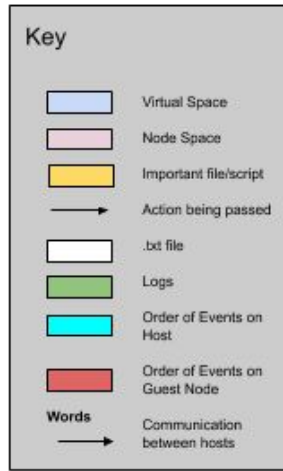 Key
Virtual Space
Node Space
Important file/script
Action being passed
.txt file
Logs
Order of Events on
Host
Order of Events on
Guest Node
Words
Communication
between hosts